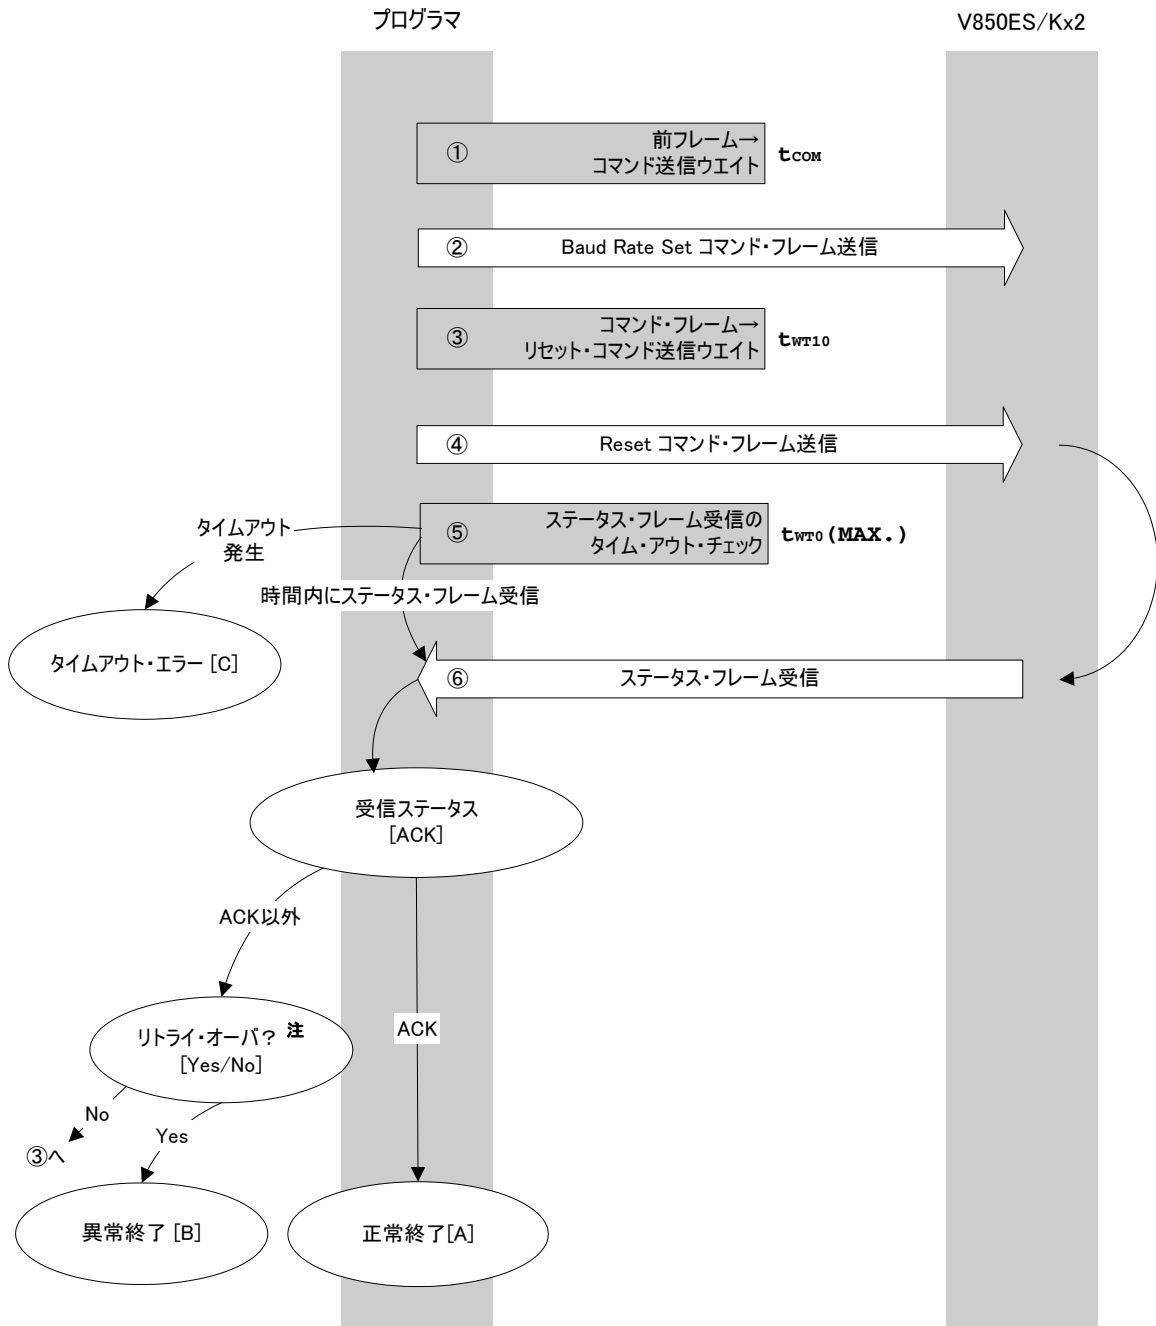 プログラマ
V850ES/Kx2
①
前フレーム→
コマンド送信ウエイト
tCOM
②
Baud Rate Set コマンド・フレーム送信
③
コマンド・フレーム→
リセット・コマンド送信ウエイト
tWT10
④
Reset コマンド・フレーム送信
タイムアウト
発生
⑤
ステータス・フレーム受信の
タイム・アウト・チェック
tWT0(MAX.)
時間内にステータス・フレーム受信
タイムアウト・エラー [C]
⑥
ステータス・フレーム受信
受信ステータス
[ACK]
ACK以外
リトライ・オーバ? 注
[Yes/No]
ACK
No
Yes
③へ
異常終了 [B]
正常終了[A]